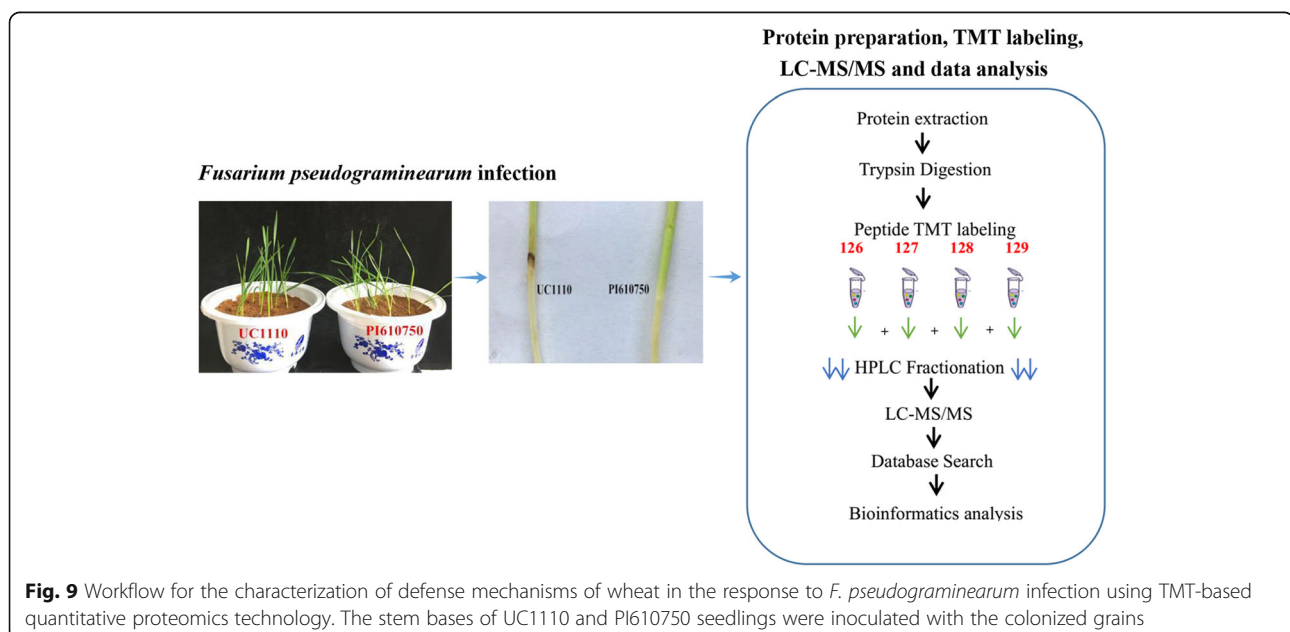 Protein preparation, TMT labeling,
LC-MS/MS and data analysis
Fusarium pseudograminearum infection
UC1110
PI610750
UC1110
PI610750
Protein extraction
Trypsin Digestion
Peptide TMT labeling
126 127 128 129
+ + +
HPLC Fractionation
LC-MS/MS
Database Search
Bioinformatics analysis
Fig. 9 Workflow for the characterization of defense mechanisms of wheat in the response to F. pseudograminearum infection using TMT-based
quantitative proteomics technology. The stem bases of UC1110 and PI610750 seedlings were inoculated with the colonized grains